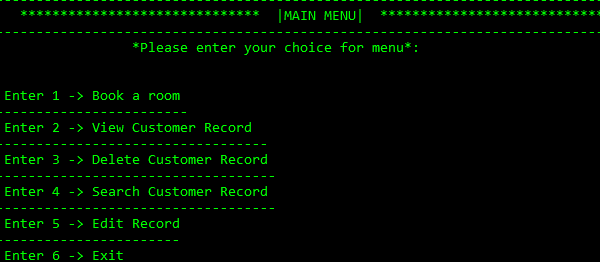 ****************************** |MAIN MENU| ****************************
*Please enter your choice for menu*:
Enter 1 -> Book a room
-----------------------
Enter 2 -> View Customer Record
---------------------------------
Enter 3 -> Delete Customer Record
----------------------------------
Enter 4 -> Search Customer Record
----------------------------------
Enter 5 -> Edit Record
----------------------
Enter 6 -> Exit